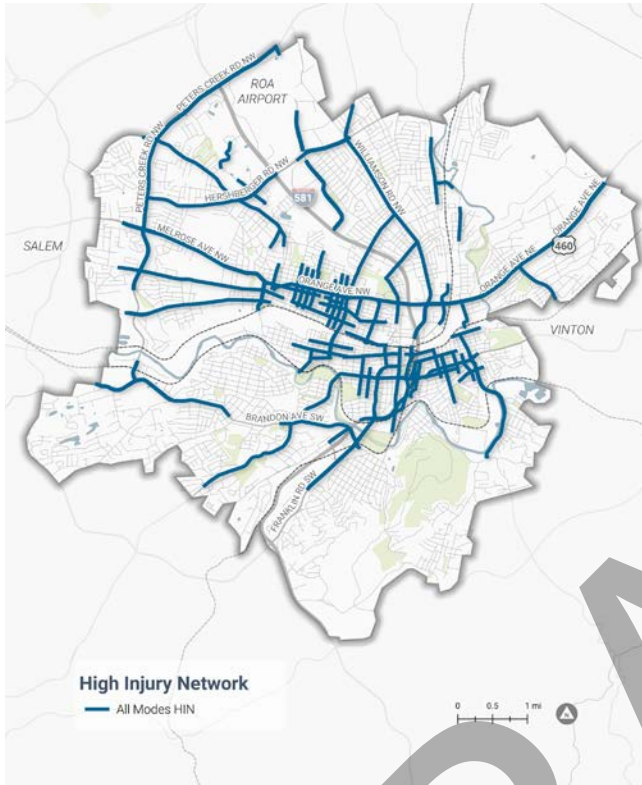 PETERS CREEK RD NW
ROA
AIRPORT
PETERS CREEK RD NW
HERSHBERGER RD NW
WILLIAMSON RD NW
581
ORANGE AVE NE
460
SALEM
MELROSE AVE NW
ORANGE AVE NW
ORANGE AVE NE
VINTON
BRANDON AVE SW
FRANKLIN RD SW
High Injury Network
All Modes HIN
0 0.5 1 mi